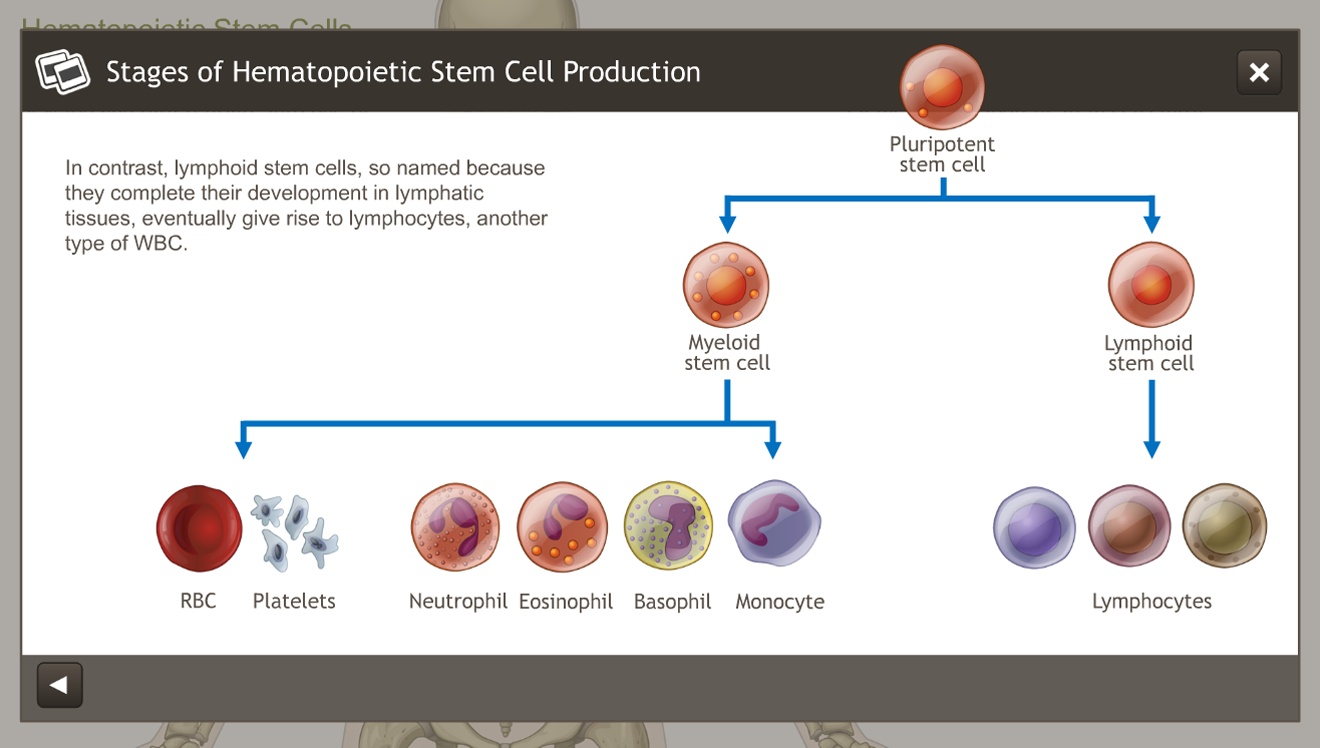 Hematopoietic Stem Cells
Stages of Hematopoietic Stem Cell Production
Pluripotent
stem cell
In contrast, lymphoid stem cells, so named because
they complete their development in lymphatic
tissues, eventually give rise to lymphocytes, another
type of WBC.
Myeloid
stem cell
Lymphoid
stem cell
RBC
Platelets
Neutrophil
Eosinophil
Basophil
Monocyte
Lymphocytes